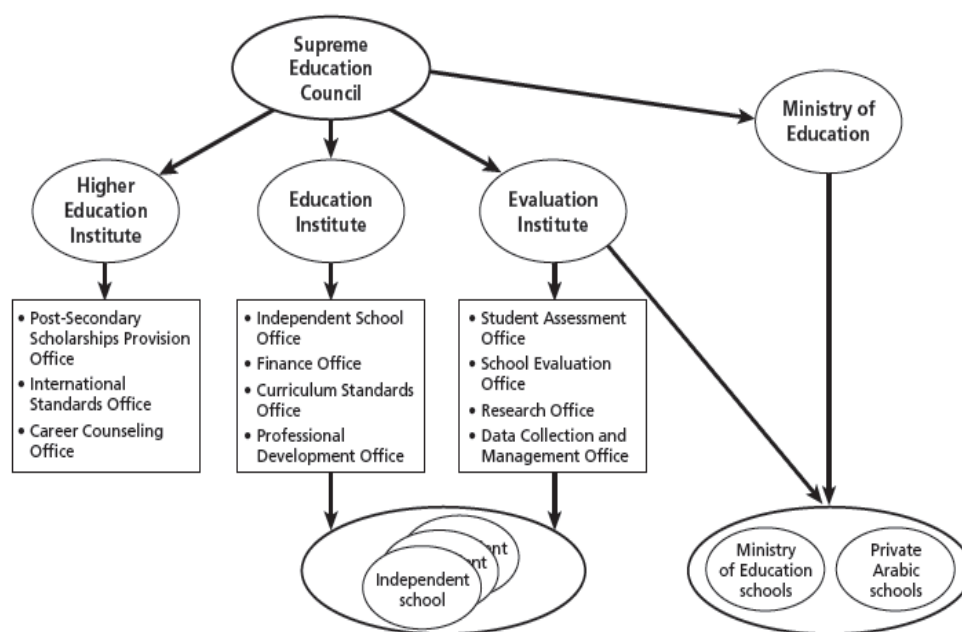 Supreme
Education
Council
Ministry of
Education
Higher
Education
Institute
Education
Institute
Evaluation
Institute
• Post-Secondary
Scholarships Provision
Office
• International
Standards Office
• Career Counseling
Office
• Independent School
Office
• Finance Office
• Curriculum Standards
Office
• Professional
Development Office
• Student Assessment
Office
• School Evaluation
Office
• Research Office
• Data Collection and
Management Office
Independent
school
Ministry
of Education
schools
Private
Arabic
schools